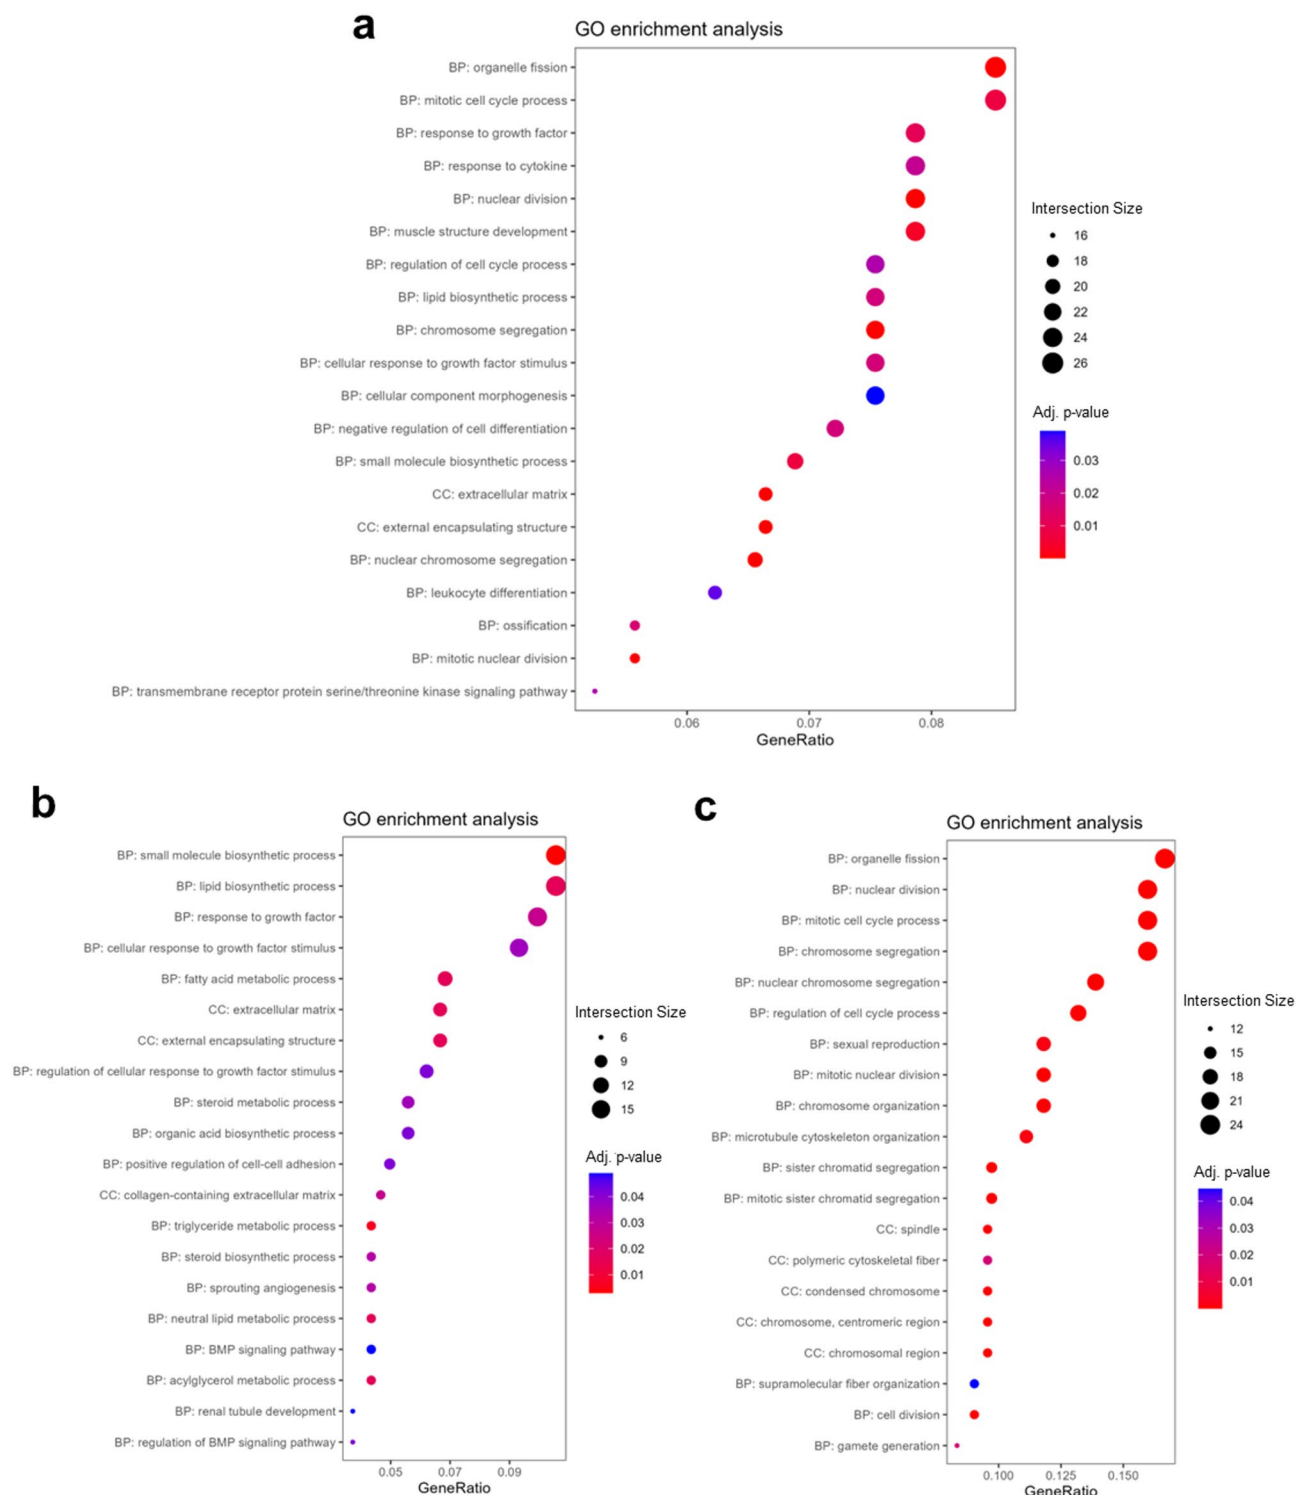 a
GO enrichment analysis
BP: organelle fission
BP: mitotic cell cycle process
BP: response to growth factor
BP: response to cytokine
BP: nuclear division
BP: muscle structure development
BP: regulation of cell cycle process
BP: lipid biosynthetic process
BP: chromosome segregation
BP: cellular response to growth factor stimulus
BP: cellular component morphogenesis
BP: negative regulation of cell differentiation
BP: small molecule biosynthetic process
CC: extracellular matrix
CC: external encapsulating structure
BP: nuclear chromosome segregation
BP: leukocyte differentiation
BP: ossification
BP: mitotic nuclear division
BP: transmembrane receptor protein serine/threonine kinase signaling pathway
0.06 0.07 0.08
GeneRatio
Intersection Size
16
18
20
22
24
26
Adj. p-value
0.03
0.02
0.01
b
GO enrichment analysis
BP: small molecule biosynthetic process
BP: lipid biosynthetic process
BP: response to growth factor
BP: cellular response to growth factor stimulus
BP: fatty acid metabolic process
CC: extracellular matrix
CC: external encapsulating structure
BP: regulation of cellular response to growth factor stimulus
BP: steroid metabolic process
BP: organic acid biosynthetic process
BP: positive regulation of cell-cell adhesion
CC: collagen-containing extracellular matrix
BP: triglyceride metabolic process
BP: steroid biosynthetic process
BP: sprouting angiogenesis
BP: neutral lipid metabolic process
BP: BMP signaling pathway
BP: acylglycerol metabolic process
BP: renal tubule development
BP: regulation of BMP signaling pathway
0.05 0.07 0.09
GeneRatio
Intersection Size
6
9
12
15
Adj. p-value
0.04
0.03
0.02
0.01
c
GO enrichment analysis
BP: organelle fission
BP: nuclear division
BP: mitotic cell cycle process
BP: chromosome segregation
BP: nuclear chromosome segregation
BP: regulation of cell cycle process
BP: sexual reproduction
BP: mitotic nuclear division
BP: chromosome organization
BP: microtubule cytoskeleton organization
BP: sister chromatid segregation
BP: mitotic sister chromatid segregation
CC: spindle
CC: polymeric cytoskeletal fiber
CC: condensed chromosome
CC: chromosome, centromeric region
CC: chromosomal region
BP: supramolecular fiber organization
BP: cell division
BP: gamete generation
0.100 0.125 0.150
GeneRatio
Intersection Size
12
15
18
21
24
Adj. p-value
0.04
0.03
0.02
0.01